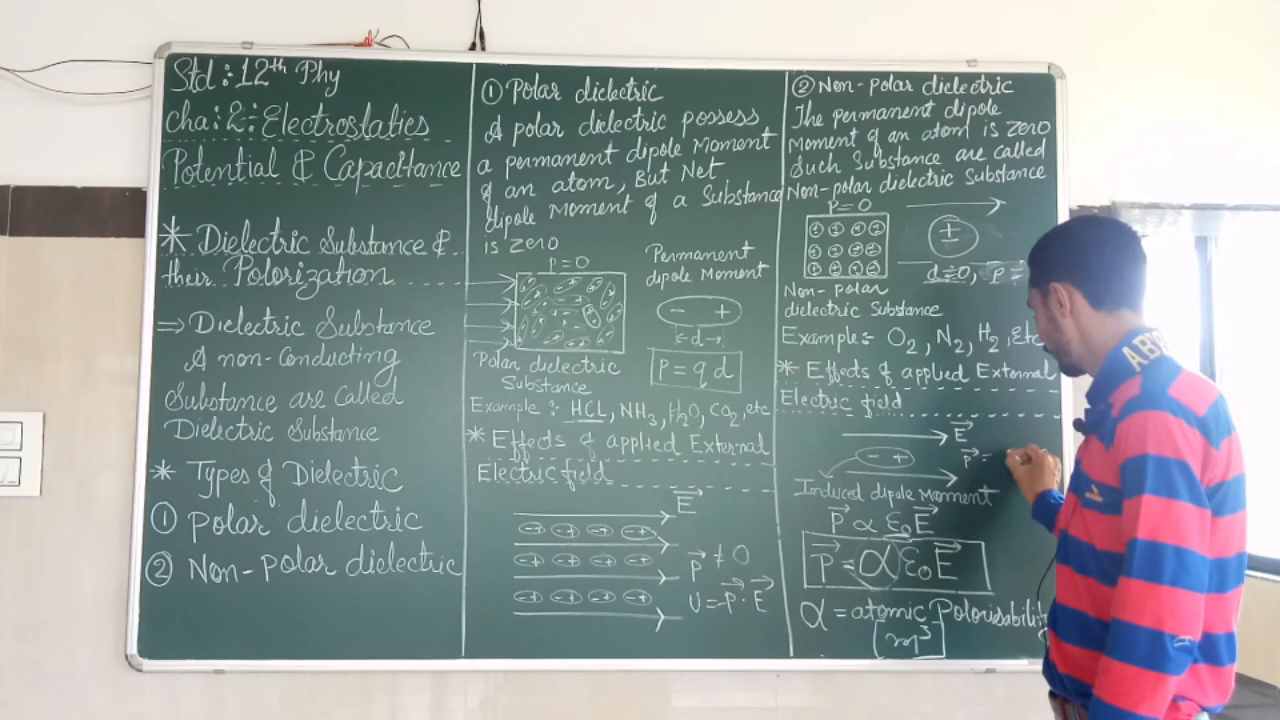 Std : 12th Phy
cha : 2 : Electrostatics
Potential & Capacitance
* Dielectric Substance &
their Polorization
⇒ Dielectric Substance
A non-Conducting
Substance are Called
Dielectric Substance
* Types of Dielectric
① Polar dielectric
② Non-Polar dielectric
① Polar dielectric
A polar dielectric possess
a permanent dipole Moment
of an atom, But Net
dipole Moment of a Substance
is zero
P=0
Permanent
dipole Moment
- +
←d→
P = q d
Polar dielectric
Substance
Example : HCL, NH3, H2O, CO2, etc
* Effects of applied External
Electric field
E⃗
P⃗ ≠ 0
U = -P⃗ · E⃗
② Non-Polar dielectric
The permanent dipole
Moment of an atom is zero
Such Substance are called
Non-polar dielectric Substance
P=0
±
d=0, P=
Non-Polar
dielectric Substance
Example : O2, N2, H2, Etc
* Effects of applied External
Electric field
E⃗
- +
P⃗ =
Induced dipole Moment
P⃗ ∝ ε0E⃗
P⃗ = α ε0 E⃗
α = atomic Polorisability
[m³]